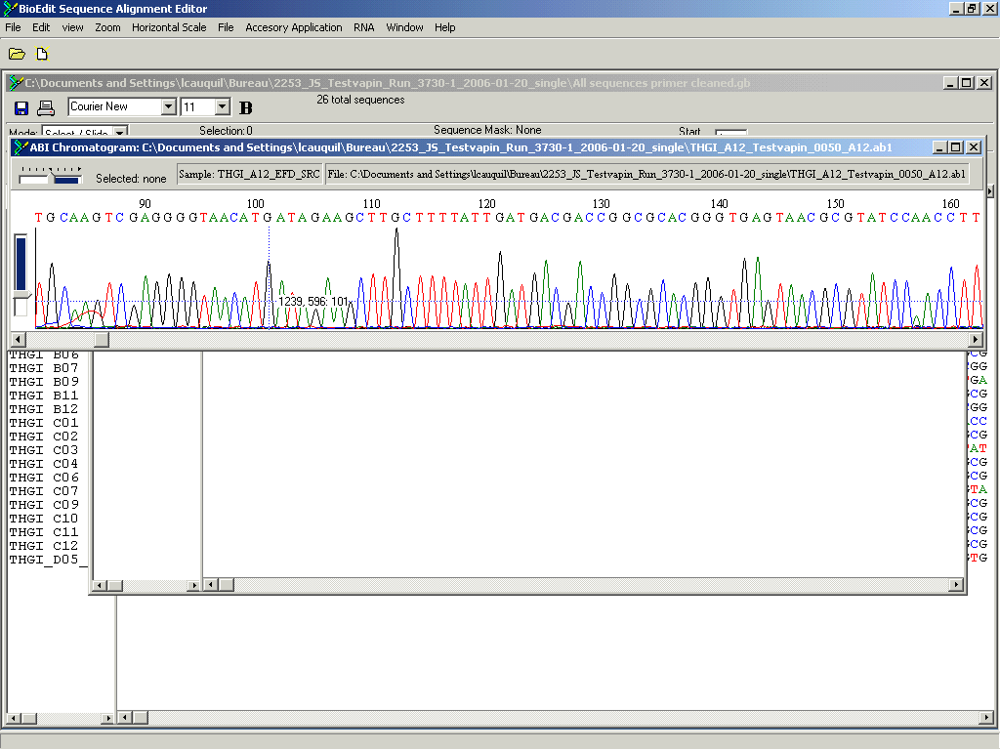 BioEdit Sequence Alignment Editor
File Edit view Zoom Horizontal Scale File Accesory Application RNA Window Help
C:\Documents and Settings\lcauquil\Bureau\2253_JS_Testvapin_Run_3730-1_2006-01-20_single\All sequences primer cleaned.gb
Courier New 11 B 26 total sequences
Mode: Select / Slide Selection: 0 Sequence Mask: None Start
ABI Chromatogram: C:\Documents and Settings\lcauquil\Bureau\2253_JS_Testvapin_Run_3730-1_2006-01-20_single\THGI_A12_Testvapin_0050_A12.ab1
Selected: none Sample: THGI_A12_EFD_SRC File: C:\Documents and Settings\lcauquil\Bureau\2253_JS_Testvapin_Run_3730-1_2006-01-20_single\THGI_A12_Testvapin_0050_A12.ab1
90 100 110 120 130 140 150 160
TGCAAGTCGAGGGGTAACATGATAGAAGCTTGCTTTTATTGATGACGACCGGCGCACGGGTGAGTAACGCGTATCCAACCTT
1239, 596: 101
THGI B06 CG
THGI B07 GG
THGI B09 GA
THGI B11 CG
THGI B12 GG
THGI C01 CC
THGI C02 CG
THGI C03 AT
THGI C04 CG
THGI C06 CG
THGI C07 TA
THGI C09 CG
THGI C10 CG
THGI C11 CG
THGI C12 CG
THGI_D05_ TG